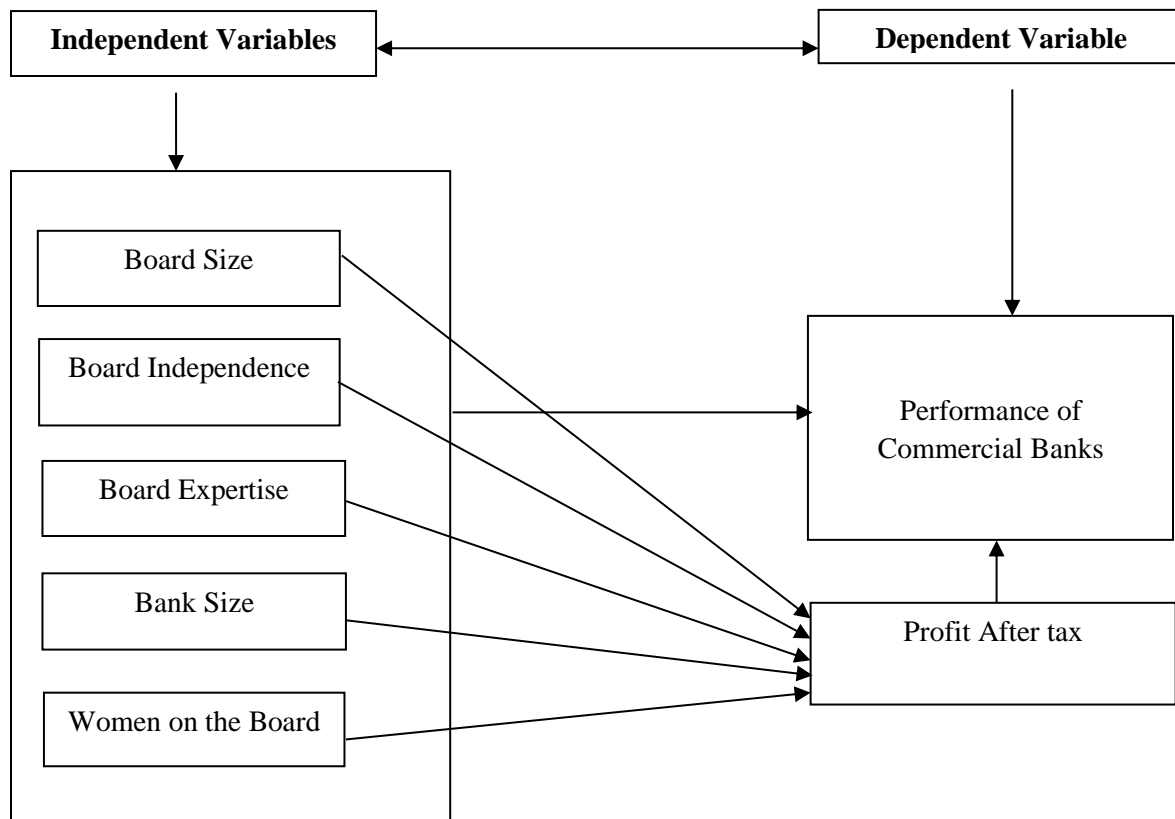 Independent Variables
Dependent Variable
Board Size
Board Independence
Board Expertise
Bank Size
Women on the Board
Performance of
Commercial Banks
Profit After tax